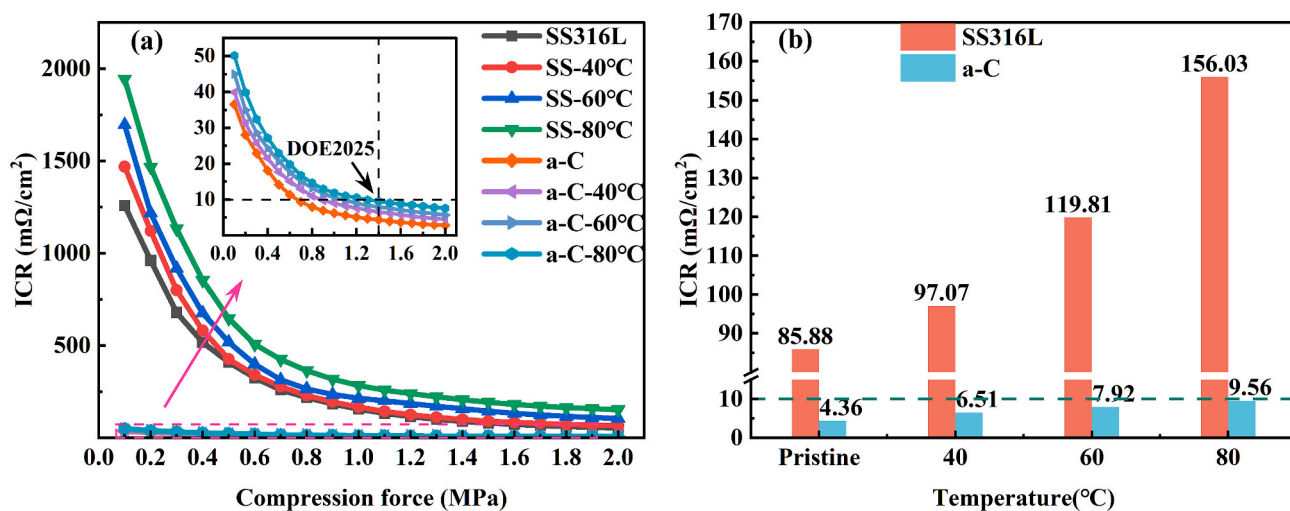 (a)
SS316L
SS-40°C
SS-60°C
SS-80°C
a-C
a-C-40°C
a-C-60°C
a-C-80°C
50
40
30
20
10
0
0.0 0.4 0.8 1.2 1.6 2.0
DOE2025
2000
1500
1000
500
0
0.0 0.2 0.4 0.6 0.8 1.0 1.2 1.4 1.6 1.8 2.0
ICR (mΩ/cm²)
Compression force (MPa)
(b)
SS316L
a-C
170
160
150
140
130
120
110
100
90
10
0
ICR (mΩ/cm²)
85.88
97.07
119.81
156.03
4.36
6.51
7.92
9.56
Pristine 40 60 80
Temperature(°C)